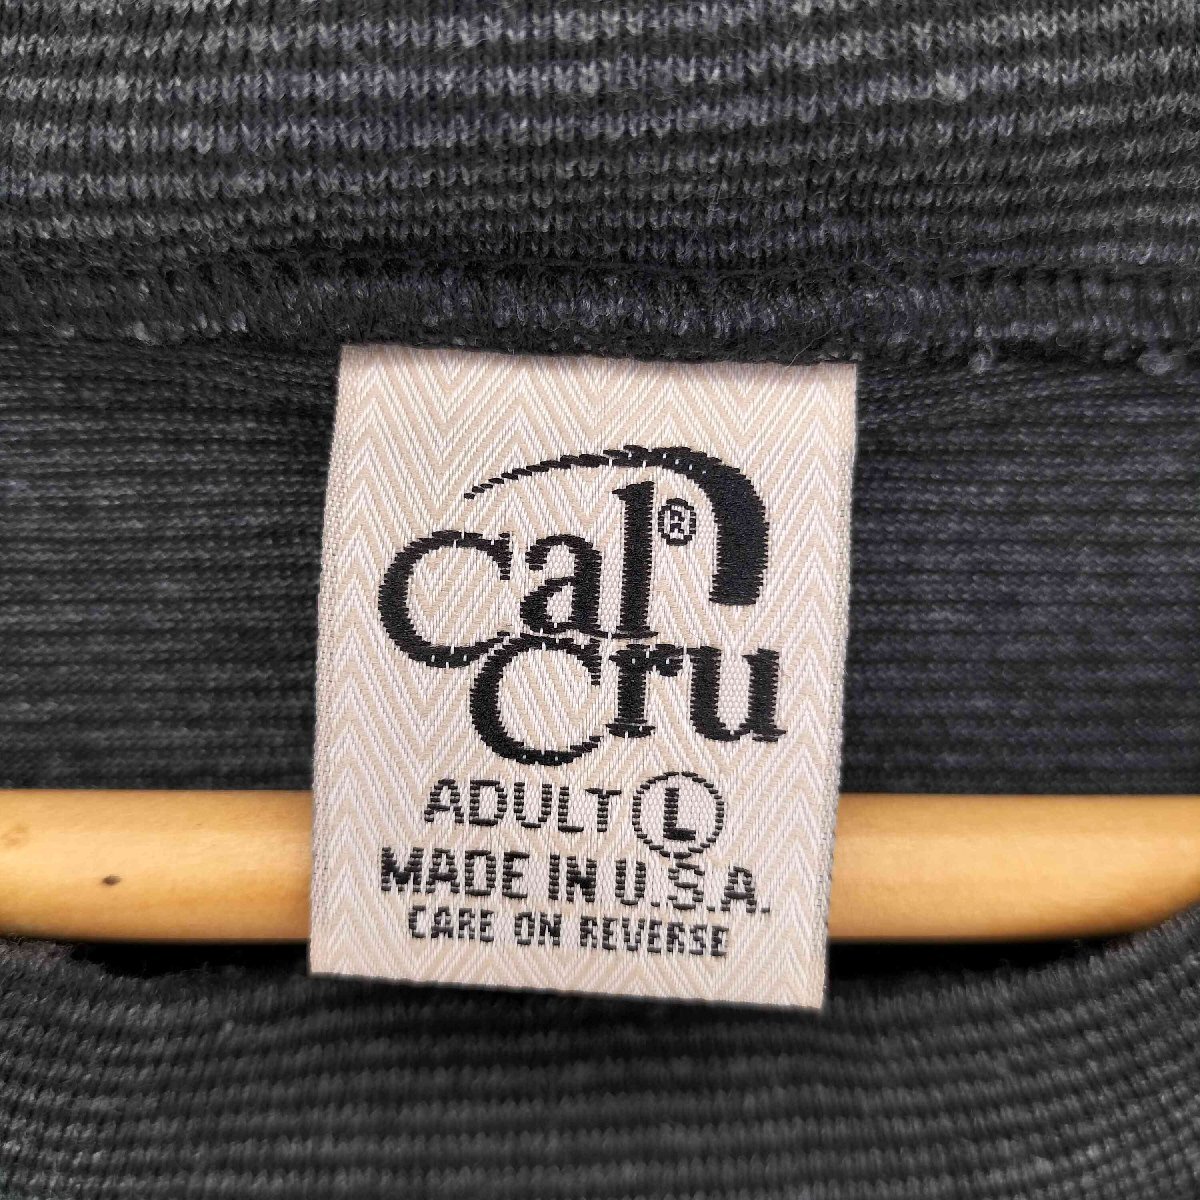 Cal®
Cru
ADULT L
MADE IN U.S.A.
CARE ON REVERSE